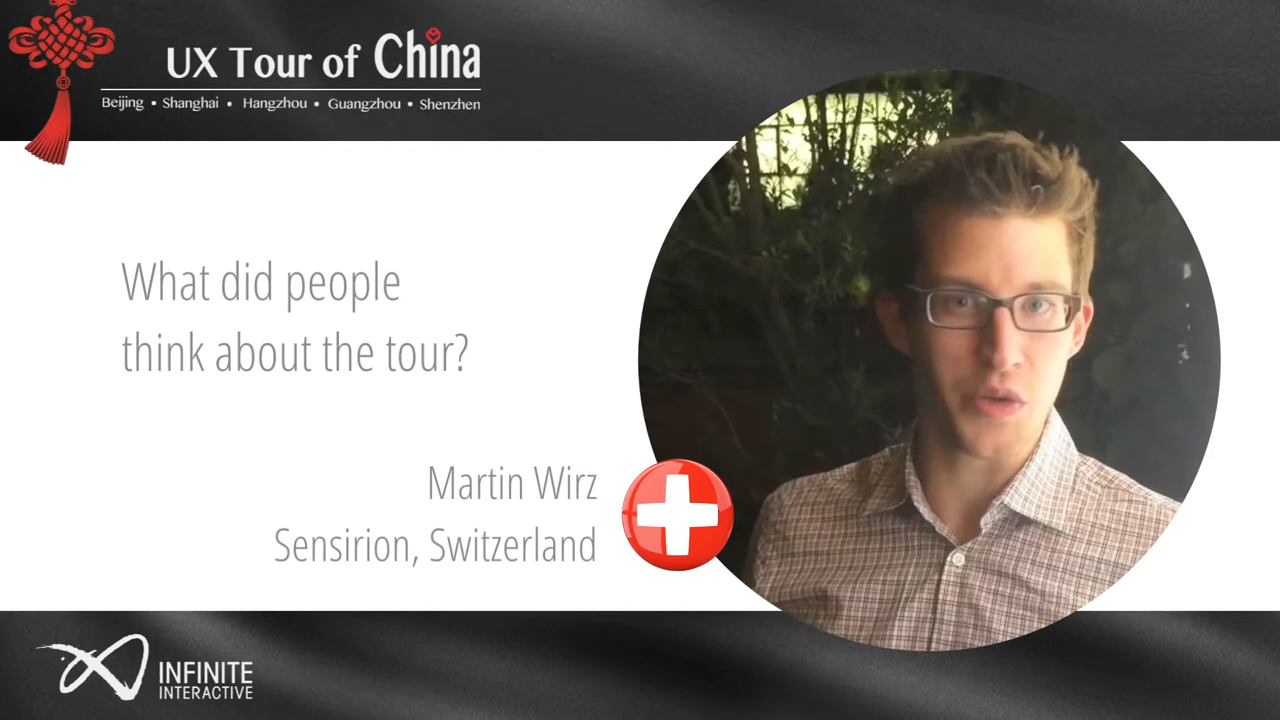 UX Tour of China
Beijing • Shanghai • Hangzhou • Guangzhou • Shenzhen
What did people
think about the tour?
Martin Wirz
Sensirion, Switzerland
INFINITE
INTERACTIVE